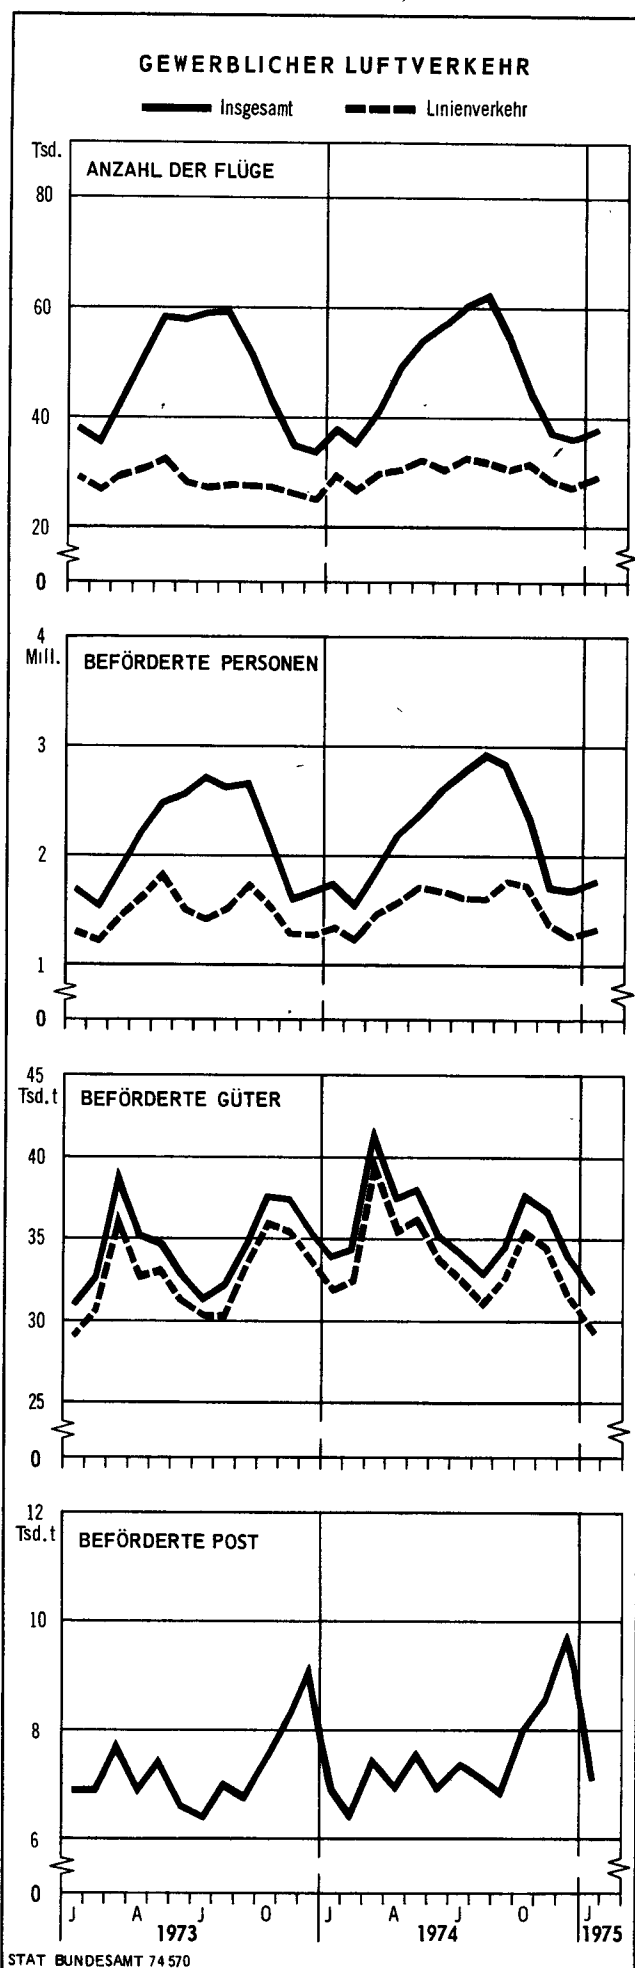 GEWERBLICHER LUFTVERKEHR
Insgesamt Linienverkehr
Tsd.
ANZAHL DER FLÜGE
80
60
40
20
0
4
Mill.
BEFÖRDERTE PERSONEN
3
2
1
0
45
Tsd.t
BEFÖRDERTE GÜTER
40
35
30
25
0
12
Tsd.t
BEFÖRDERTE POST
10
8
6
0
J A J O J A J O J
1973 1974 1975
STAT BUNDESAMT 74 570